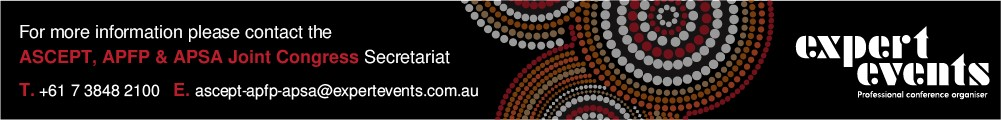 For more information please contact the
ASCEPT, APFP & APSA Joint Congress Secretariat
T. +61 7 3848 2100 E. ascept-apfp-apsa@expertevents.com.au
expert
events
Professional conference organiser